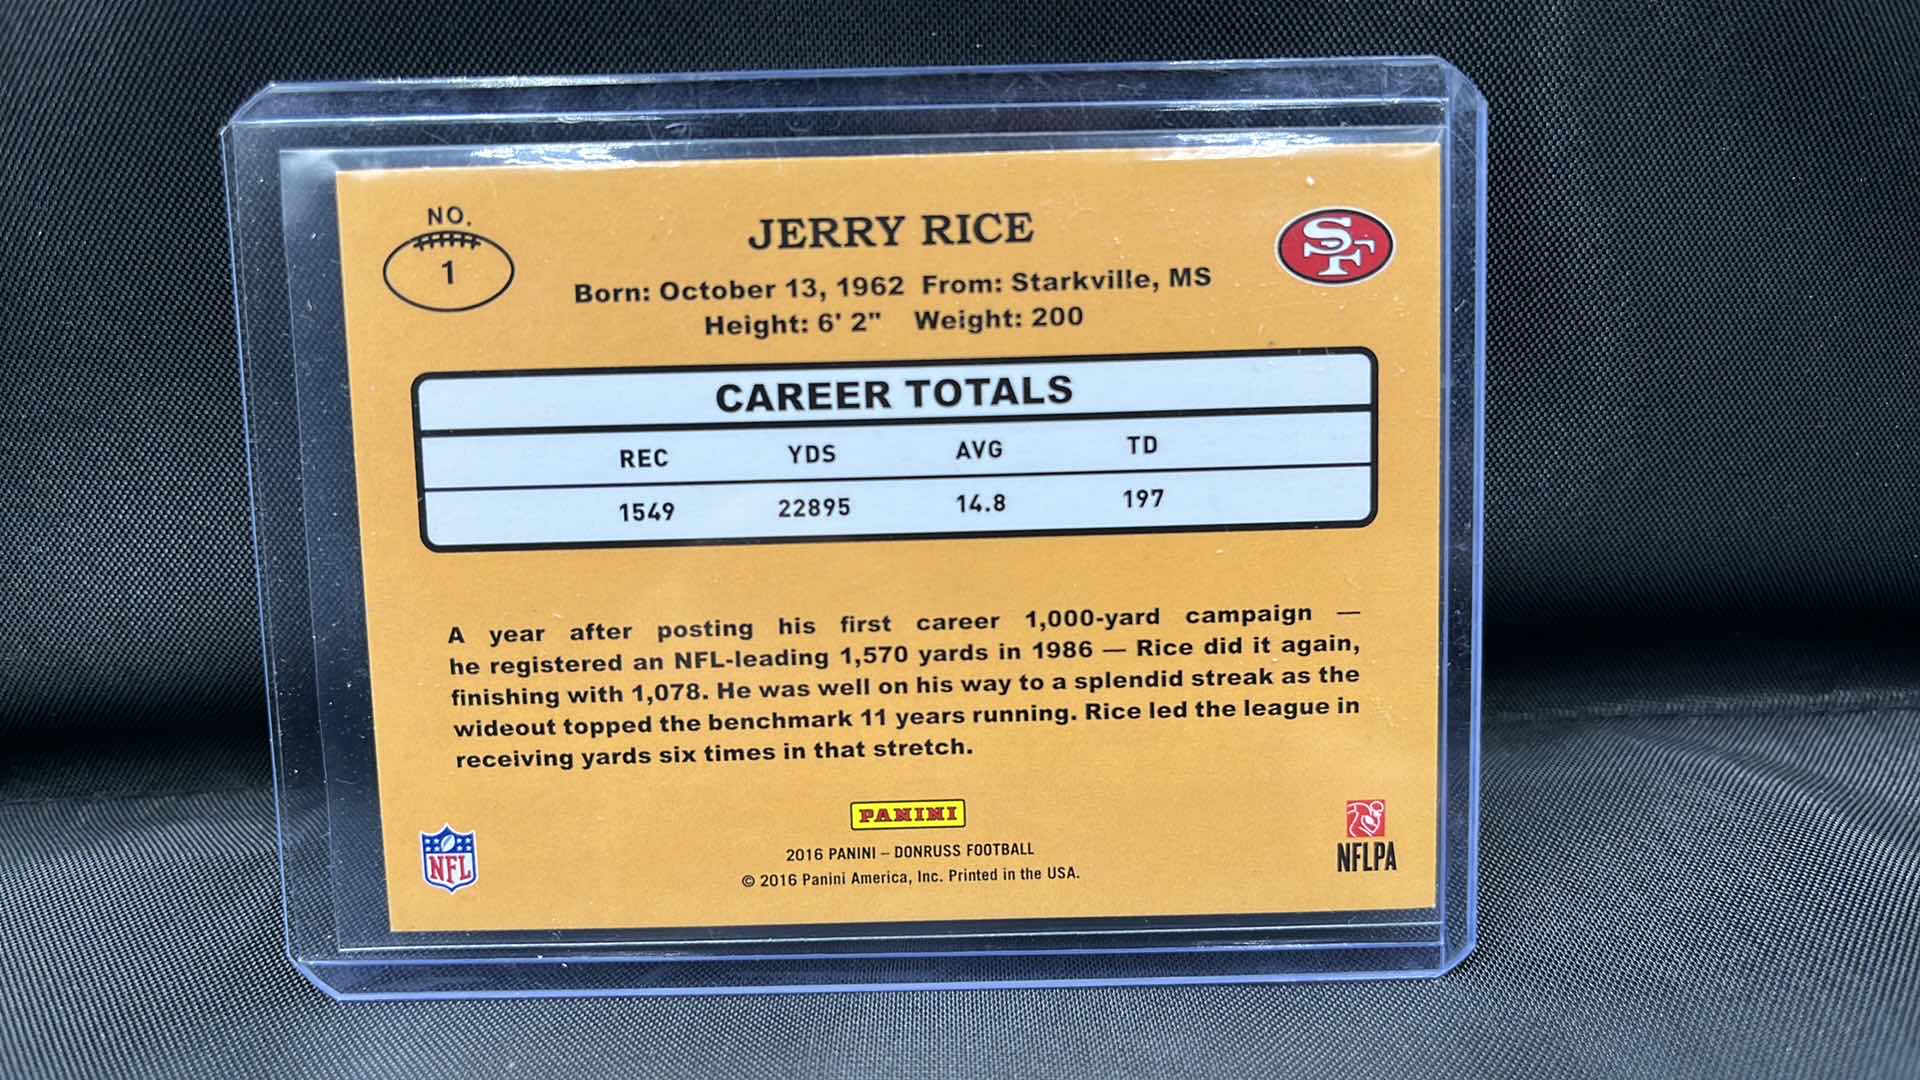 NO.
1
JERRY RICE
SF
Born: October 13, 1962 From: Starkville, MS
Height: 6' 2" Weight: 200
CAREER TOTALS
REC YDS AVG TD
1549 22895 14.8 197
A year after posting his first career 1,000-yard campaign —
he registered an NFL-leading 1,570 yards in 1986 — Rice did it again,
finishing with 1,078. He was well on his way to a splendid streak as the
wideout topped the benchmark 11 years running. Rice led the league in
receiving yards six times in that stretch.
PANINI
NFL
2016 PANINI – DONRUSS FOOTBALL
© 2016 Panini America, Inc. Printed in the USA.
NFLPA